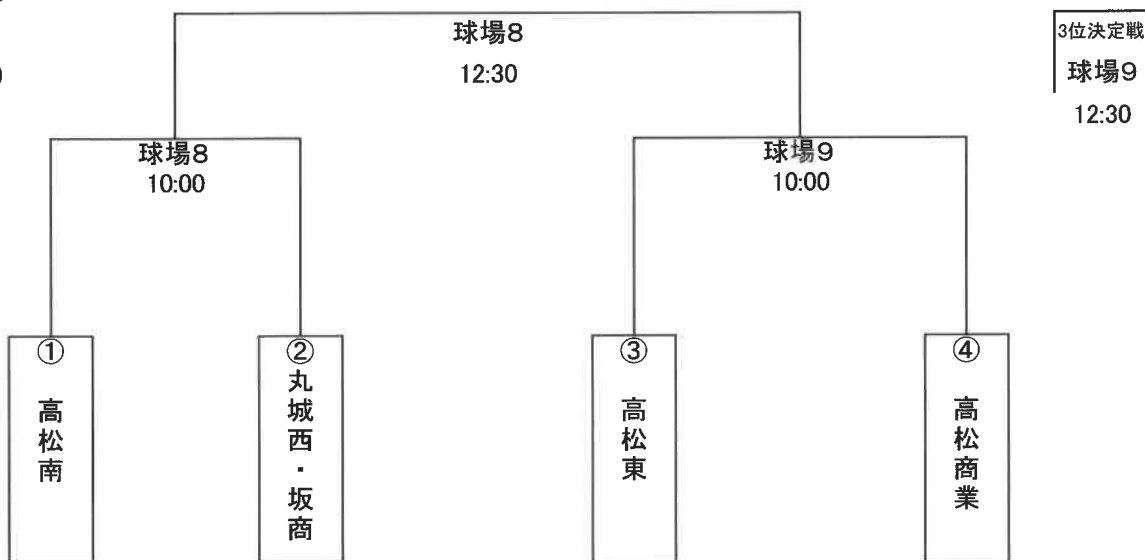 球場8
12:30
3位決定戦
球場9
12:30
球場8
10:00
球場9
10:00
①
高松南
②
丸城西・坂商
③
高松東
④
高松商業